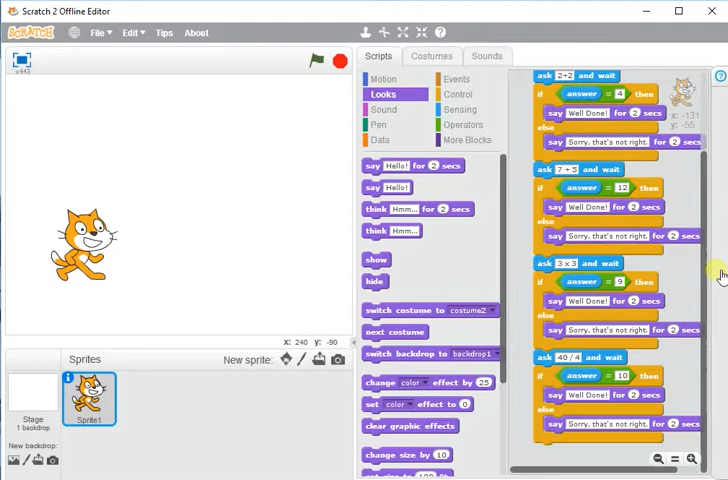 Scratch 2 Offline Editor
SCRATCH File Edit Tips About
v443
Scripts Costumes Sounds
Motion Events
Looks Control
Sound Sensing
Pen Operators
Data More Blocks
say Hello! for 2 secs
say Hello!
think Hmm... for 2 secs
think Hmm...
show
hide
switch costume to costume2
next costume
switch backdrop to backdrop1
change color effect by 25
set color effect to 0
clear graphic effects
change size by 10
ask 2+2 and wait
if answer = 4 then
say Well Done! for 2 secs
else
say Sorry, that's not right. for 2 secs
ask 7 + 5 and wait
if answer = 12 then
say Well Done! for 2 secs
else
say Sorry, that's not right. for 2 secs
ask 3 x 3 and wait
if answer = 9 then
say Well Done! for 2 secs
else
say Sorry, that's not right. for 2 secs
ask 40 / 4 and wait
if answer = 10 then
say Well Done! for 2 secs
else
say Sorry, that's not right. for 2 secs
x: -131
y: -55
x: 240 y: -90
Sprites New sprite:
Stage
1 backdrop
New backdrop:
Sprite1